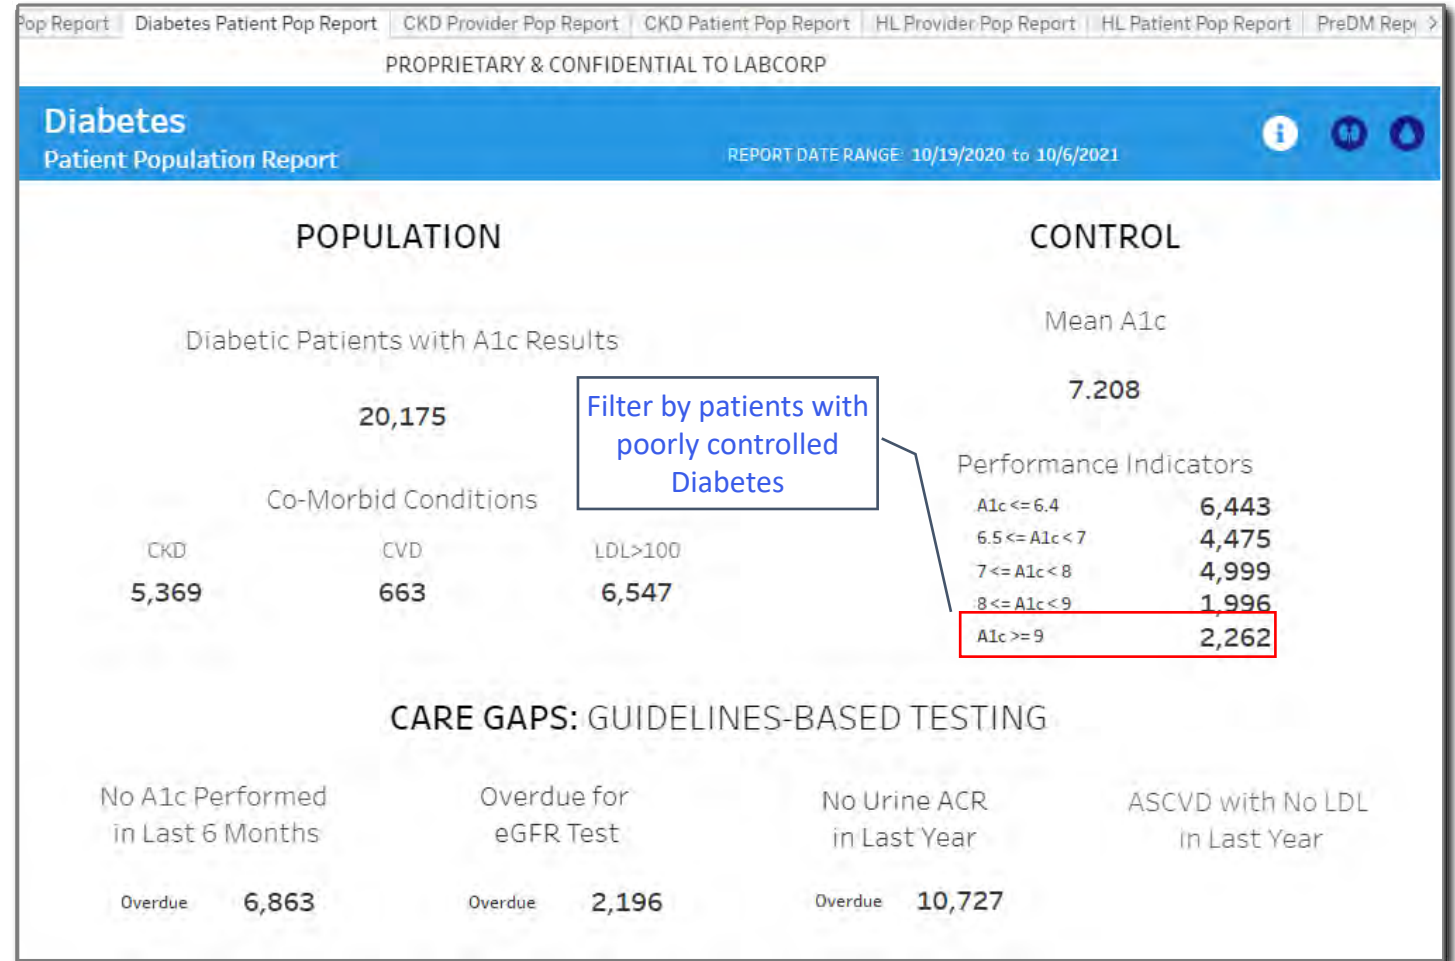 Pop Report Diabetes Patient Pop Report CKD Provider Pop Report CKD Patient Pop Report HL Provider Pop Report HL Patient Pop Report PreDM Rep >
PROPRIETARY & CONFIDENTIAL TO LABCORP
Diabetes
Patient Population Report
REPORT DATE RANGE: 10/19/2020 to 10/6/2021
i
POPULATION
Diabetic Patients with A1c Results
20,175
Co-Morbid Conditions
CKD CVD LDL>100
5,369 663 6,547
Filter by patients with
poorly controlled
Diabetes
CONTROL
Mean A1c
7.208
Performance Indicators
A1c <= 6.4 6,443
6.5 <= A1c < 7 4,475
7 <= A1c < 8 4,999
8 <= A1c < 9 1,996
A1c >= 9 2,262
CARE GAPS: GUIDELINES-BASED TESTING
No A1c Performed
in Last 6 Months
Overdue 6,863
Overdue for
eGFR Test
Overdue 2,196
No Urine ACR
in Last Year
Overdue 10,727
ASCVD with No LDL
in Last Year